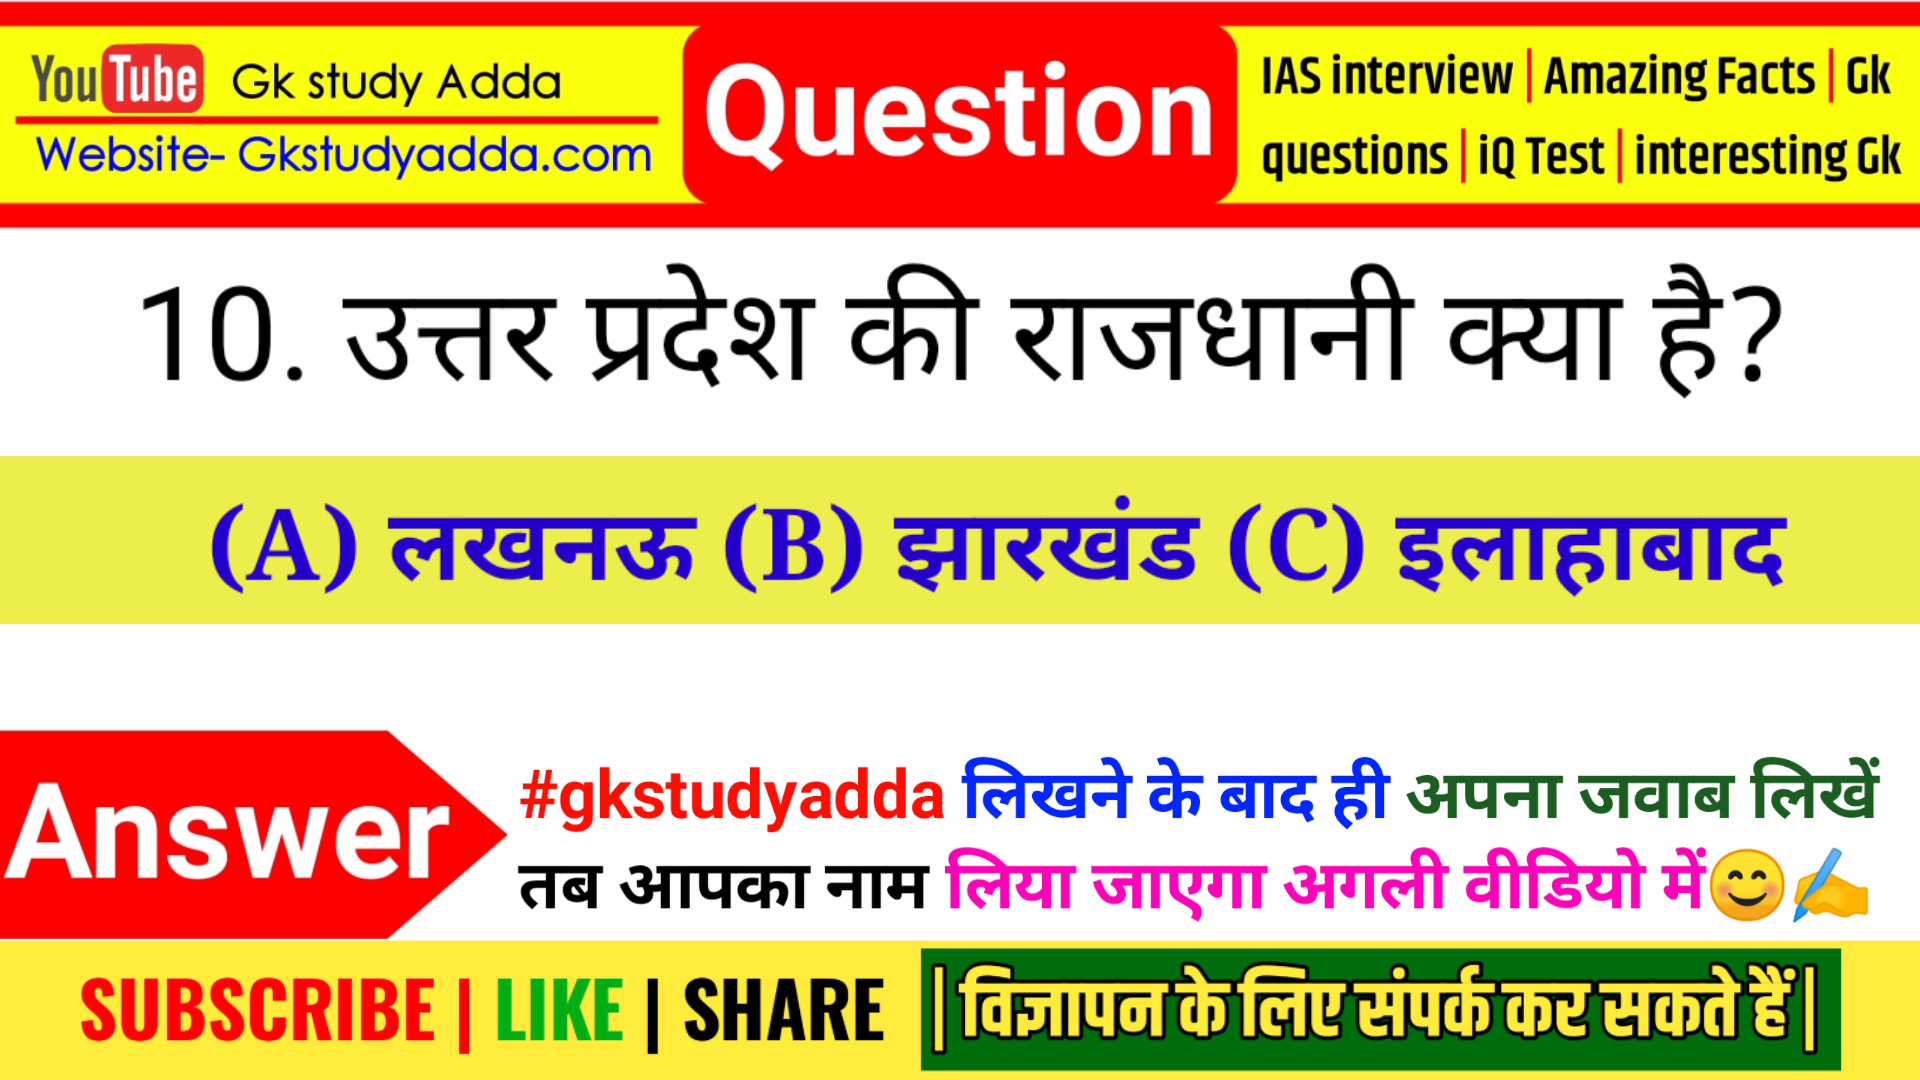 YouTube Gk study Adda
Website- Gkstudyadda.com
Question
IAS interview | Amazing Facts | Gk
questions | iQ Test | interesting Gk
10. उत्तर प्रदेश की राजधानी क्या है?
(A) लखनऊ (B) झारखंड (C) इलाहाबाद
Answer
#gkstudyadda लिखने के बाद ही अपना जवाब लिखें
तब आपका नाम लिया जाएगा अगली वीडियो में😊✍️
SUBSCRIBE | LIKE | SHARE
| विज्ञापन के लिए संपर्क कर सकते हैं |